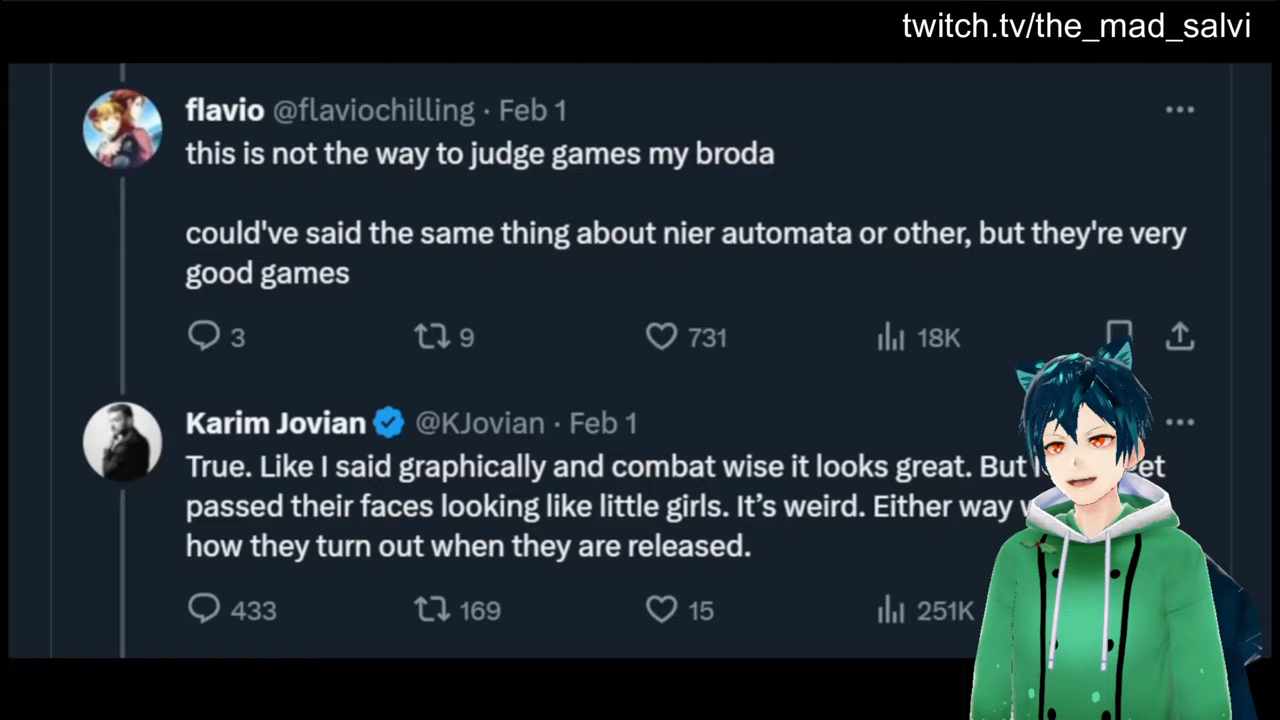 twitch.tv/the_mad_salvi
flavio @flaviochilling · Feb 1
this is not the way to judge games my broda
could've said the same thing about nier automata or other, but they're very
good games
3 9 731 18K
Karim Jovian @KJovian · Feb 1
True. Like I said graphically and combat wise it looks great. But
passed their faces looking like little girls. It's weird. Either way
how they turn out when they are released.
433 169 15 251K